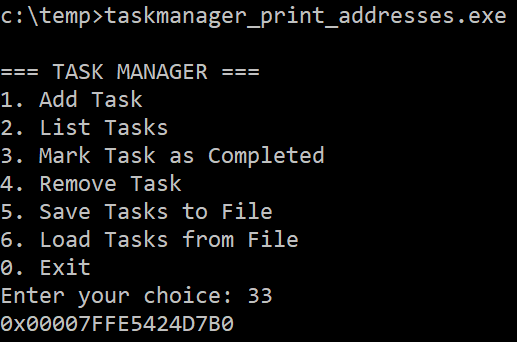 c:\temp>taskmanager_print_addresses.exe
=== TASK MANAGER ===
1. Add Task
2. List Tasks
3. Mark Task as Completed
4. Remove Task
5. Save Tasks to File
6. Load Tasks from File
0. Exit
Enter your choice: 33
0x00007FFE5424D7B0